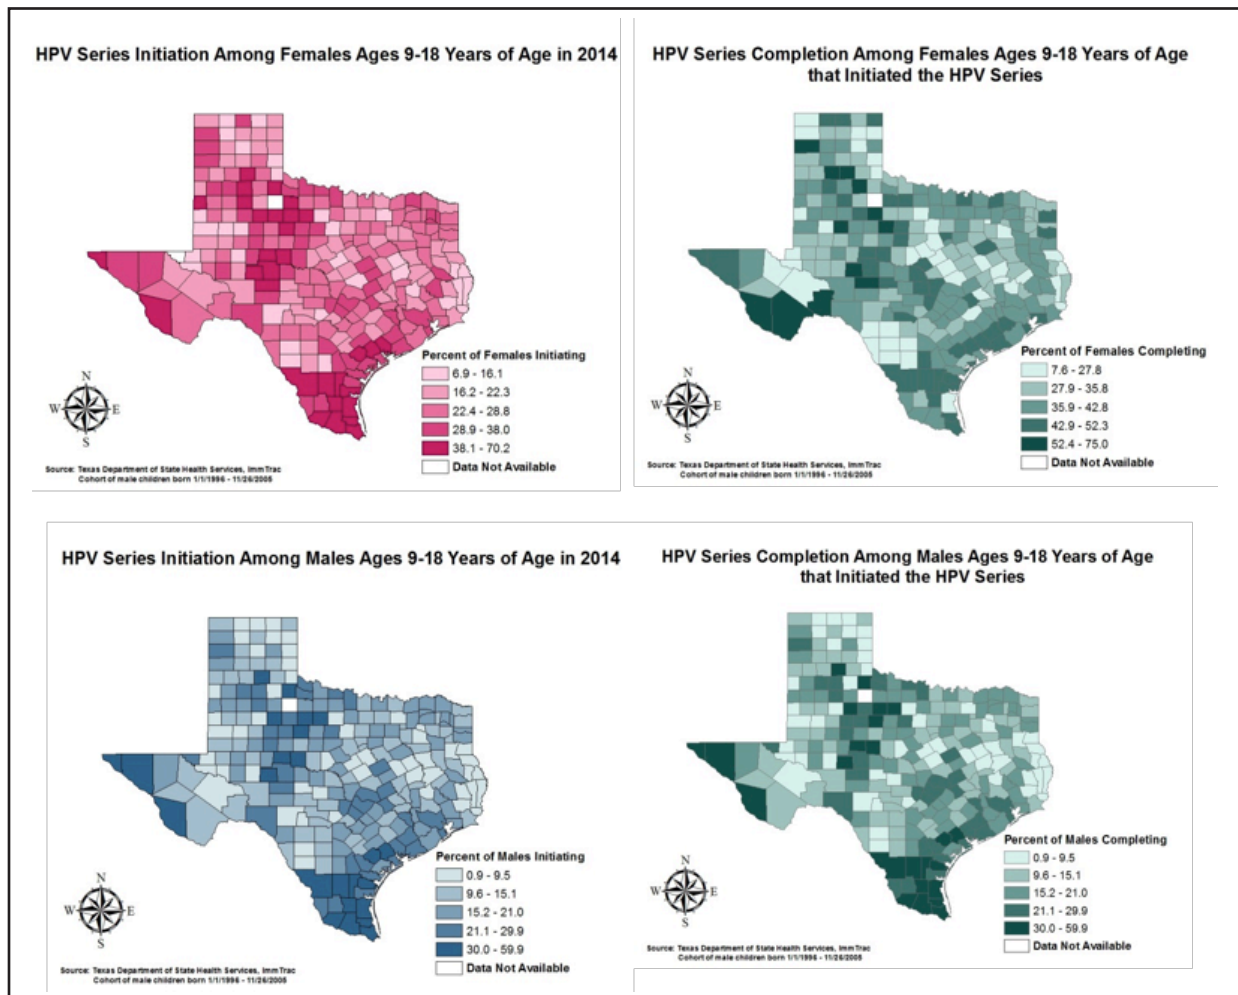 HPV Series Initiation Among Females Ages 9-18 Years of Age in 2014
N
W
E
S
Percent of Females Initiating
6.9 - 16.1
16.2 - 22.3
22.4 - 28.8
28.9 - 38.0
38.1 - 70.2
Data Not Available
Source: Texas Department of State Health Services, ImmTrac
Cohort of male children born 1/1/1996 - 11/26/2005
HPV Series Completion Among Females Ages 9-18 Years of Age
that Initiated the HPV Series
N
W
E
S
Percent of Females Completing
7.6 - 27.8
27.9 - 35.8
35.9 - 42.8
42.9 - 52.3
52.4 - 75.0
Data Not Available
Source: Texas Department of State Health Services, ImmTrac
Cohort of male children born 1/1/1996 - 11/26/2005
HPV Series Initiation Among Males Ages 9-18 Years of Age in 2014
N
W
E
S
Percent of Males Initiating
0.9 - 9.5
9.6 - 15.1
15.2 - 21.0
21.1 - 29.9
30.0 - 59.9
Data Not Available
Source: Texas Department of State Health Services, ImmTrac
Cohort of male children born 1/1/1996 - 11/26/2005
HPV Series Completion Among Males Ages 9-18 Years of Age
that Initiated the HPV Series
N
W
E
S
Percent of Males Completing
0.9 - 9.5
9.6 - 15.1
15.2 - 21.0
21.1 - 29.9
30.0 - 59.9
Data Not Available
Source: Texas Department of State Health Services, ImmTrac
Cohort of male children born 1/1/1996 - 11/26/2005